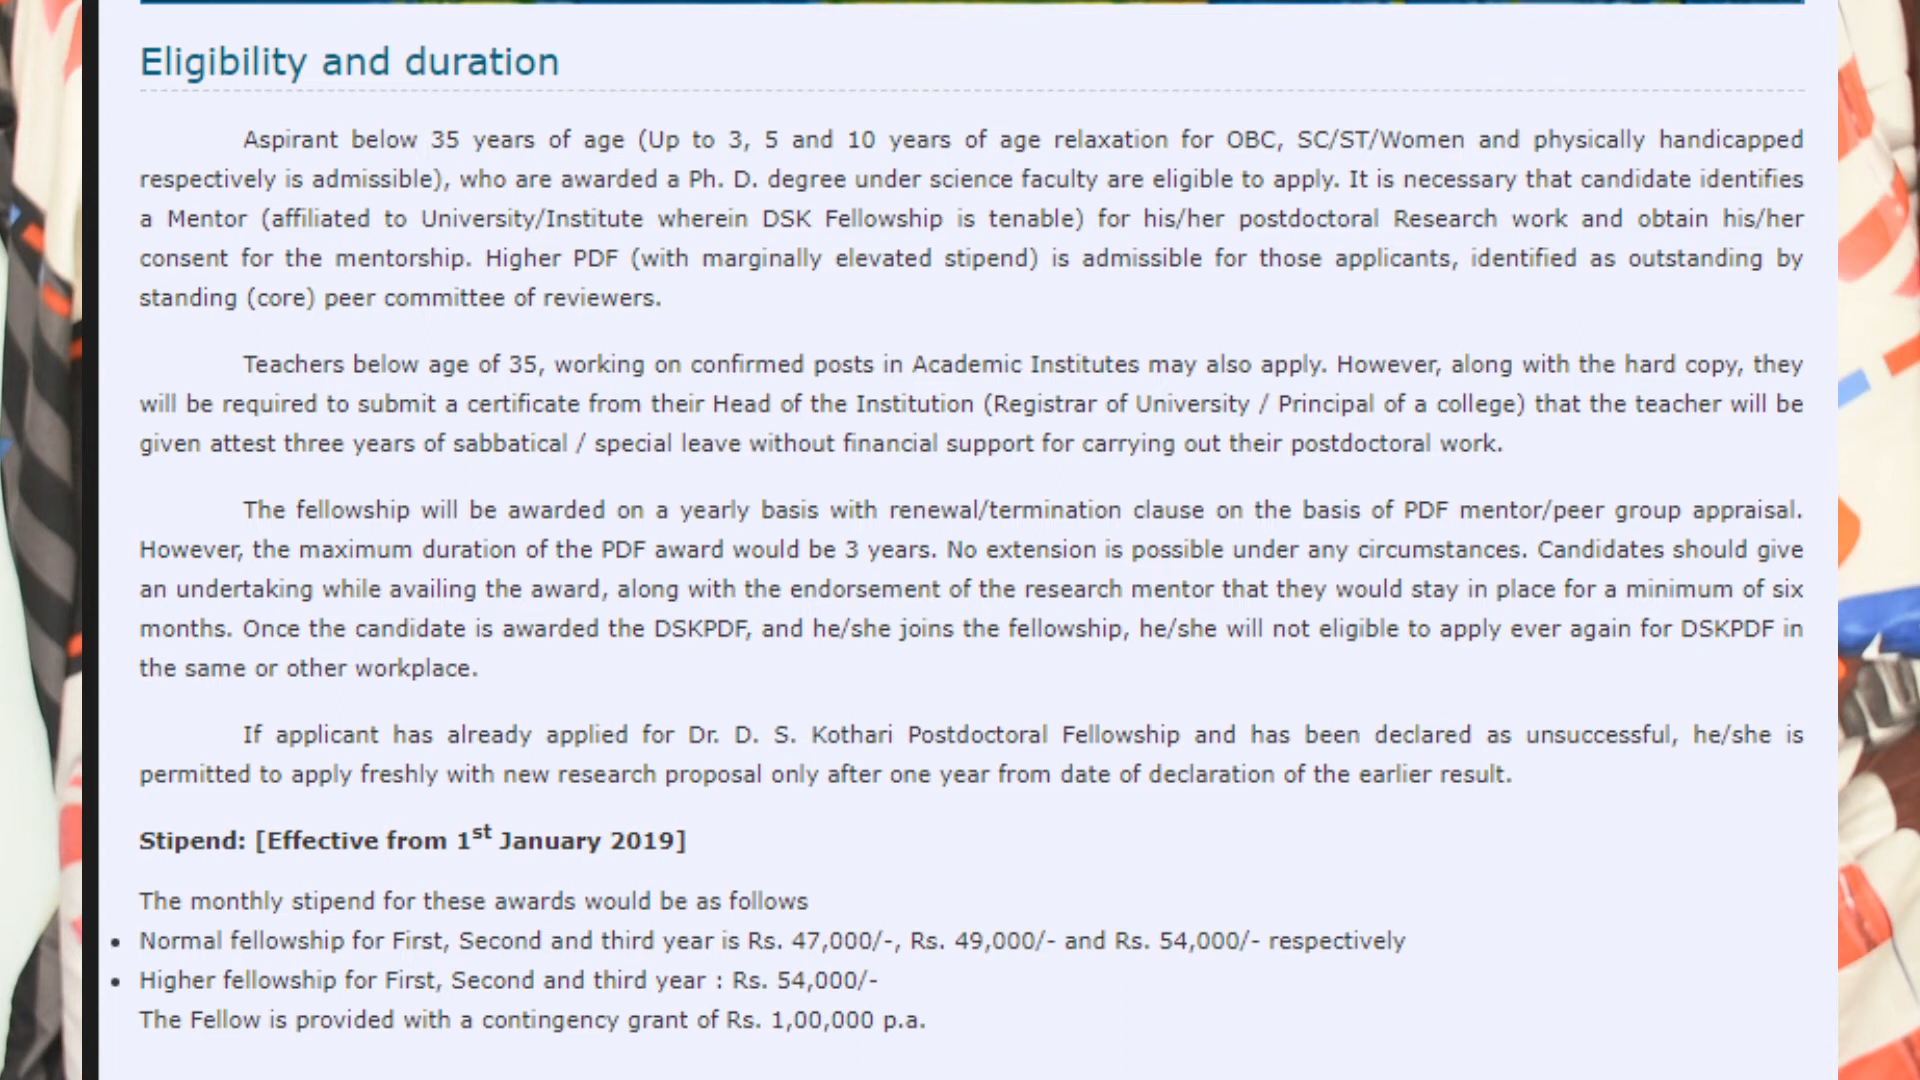 Eligibility and duration
Aspirant below 35 years of age (Up to 3, 5 and 10 years of age relaxation for OBC, SC/ST/Women and physically handicapped
respectively is admissible), who are awarded a Ph. D. degree under science faculty are eligible to apply. It is necessary that candidate identifies
a Mentor (affiliated to University/Institute wherein DSK Fellowship is tenable) for his/her postdoctoral Research work and obtain his/her
consent for the mentorship. Higher PDF (with marginally elevated stipend) is admissible for those applicants, identified as outstanding by
standing (core) peer committee of reviewers.
Teachers below age of 35, working on confirmed posts in Academic Institutes may also apply. However, along with the hard copy, they
will be required to submit a certificate from their Head of the Institution (Registrar of University / Principal of a college) that the teacher will be
given attest three years of sabbatical / special leave without financial support for carrying out their postdoctoral work.
The fellowship will be awarded on a yearly basis with renewal/termination clause on the basis of PDF mentor/peer group appraisal.
However, the maximum duration of the PDF award would be 3 years. No extension is possible under any circumstances. Candidates should give
an undertaking while availing the award, along with the endorsement of the research mentor that they would stay in place for a minimum of six
months. Once the candidate is awarded the DSKPDF, and he/she joins the fellowship, he/she will not eligible to apply ever again for DSKPDF in
the same or other workplace.
If applicant has already applied for Dr. D. S. Kothari Postdoctoral Fellowship and has been declared as unsuccessful, he/she is
permitted to apply freshly with new research proposal only after one year from date of declaration of the earlier result.
Stipend: [Effective from 1st January 2019]
The monthly stipend for these awards would be as follows
• Normal fellowship for First, Second and third year is Rs. 47,000/-, Rs. 49,000/- and Rs. 54,000/- respectively
• Higher fellowship for First, Second and third year : Rs. 54,000/-
The Fellow is provided with a contingency grant of Rs. 1,00,000 p.a.